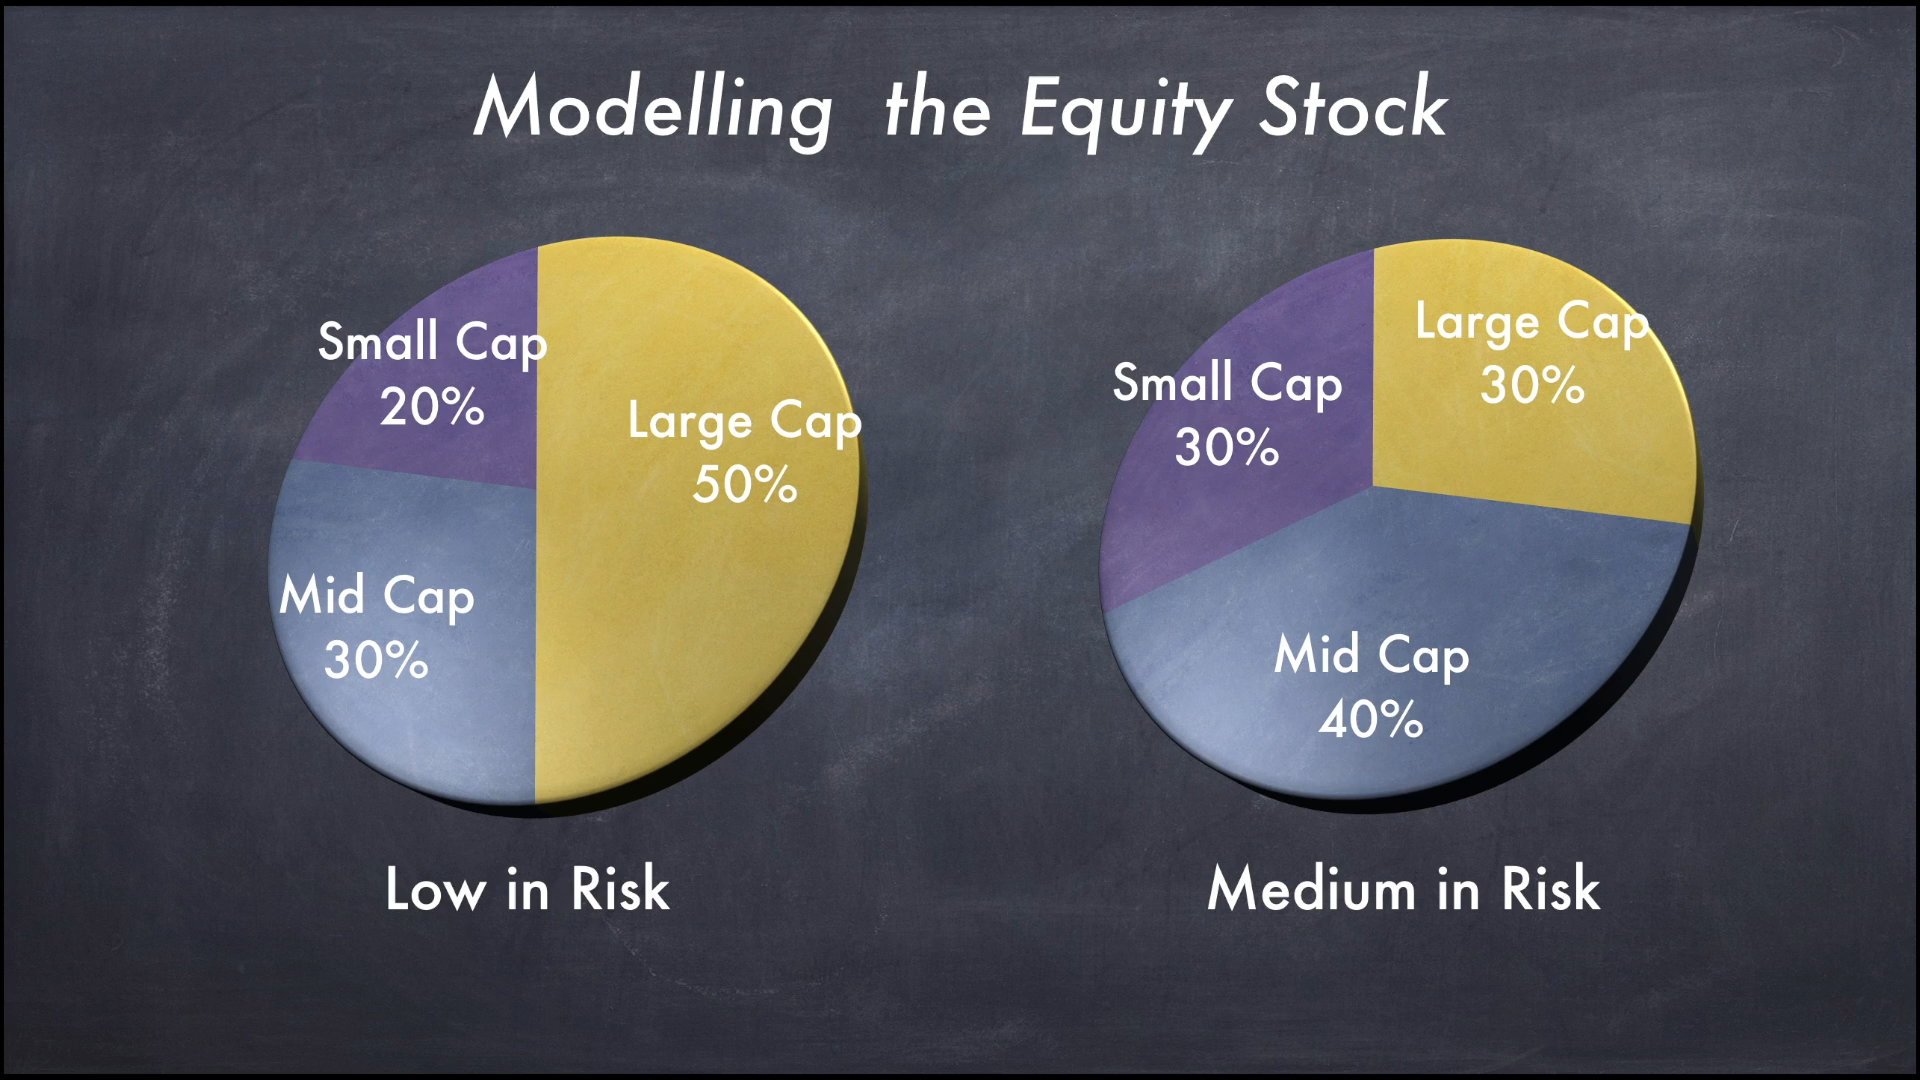 Modelling the Equity Stock
Small Cap
20%
Large Cap
50%
Mid Cap
30%
Low in Risk
Large Cap
30%
Small Cap
30%
Mid Cap
40%
Medium in Risk